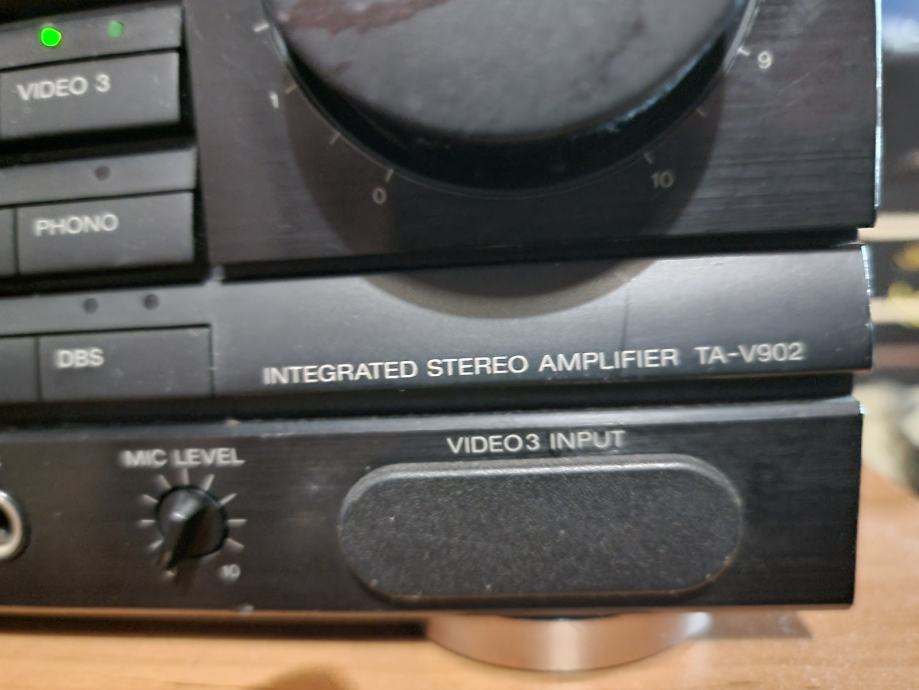 VIDEO 3
1
9
0
10
PHONO
DBS
INTEGRATED STEREO AMPLIFIER TA-V902
MIC LEVEL
VIDEO3 INPUT
10